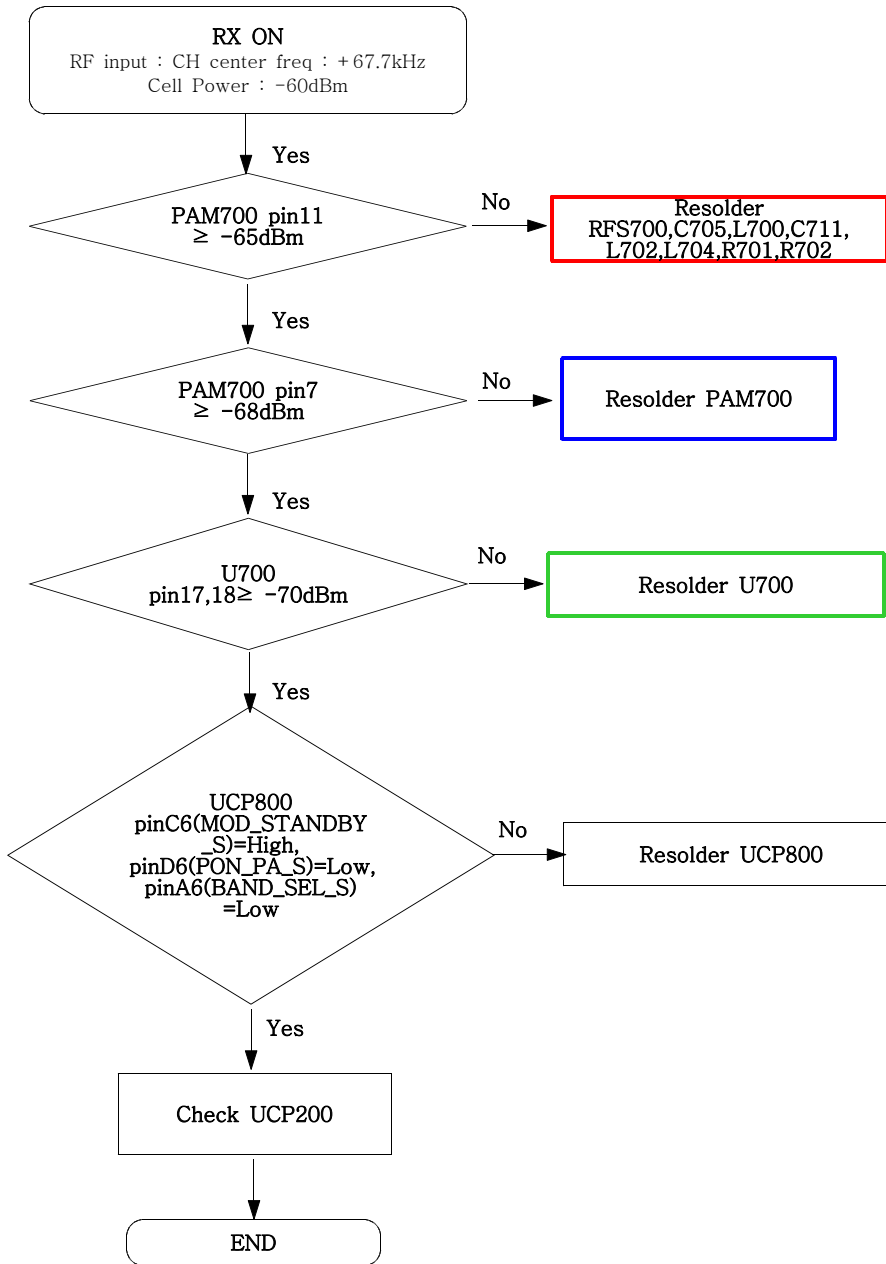 RX ON
RF input : CH center freq : +67.7kHz
Cell Power : -60dBm
Yes
PAM700 pin11
≥ -65dBm
No
Resolder
RFS700,C705,L700,C711,
L702,L704,R701,R702
Yes
PAM700 pin7
≥ -68dBm
No
Resolder PAM700
Yes
U700
pin17,18≥ -70dBm
No
Resolder U700
Yes
UCP800
pinC6(MOD_STANDBY
_S)=High,
pinD6(PON_PA_S)=Low,
pinA6(BAND_SEL_S)
=Low
No
Resolder UCP800
Yes
Check UCP200
END